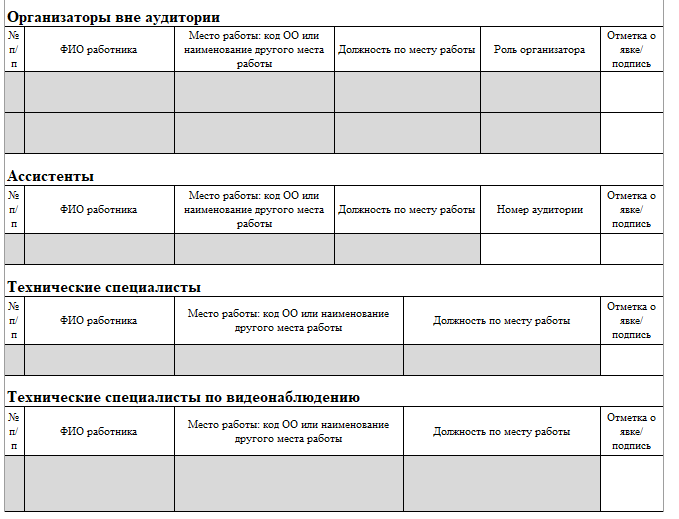 Организаторы вне аудитории
№ п/п ФИО работника Место работы: код ОО или наименование другого места работы Должность по месту работы Роль организатора Отметка о явке/ подпись
Ассистенты
№ п/п ФИО работника Место работы: код ОО или наименование другого места работы Должность по месту работы Номер аудитории Отметка о явке/ подпись
Технические специалисты
№ п/п ФИО работника Место работы: код ОО или наименование другого места работы Должность по месту работы Отметка о явке/ подпись
Технические специалисты по видеонаблюдению
№ п/п ФИО работника Место работы: код ОО или наименование другого места работы Должность по месту работы Отметка о явке/ подпись